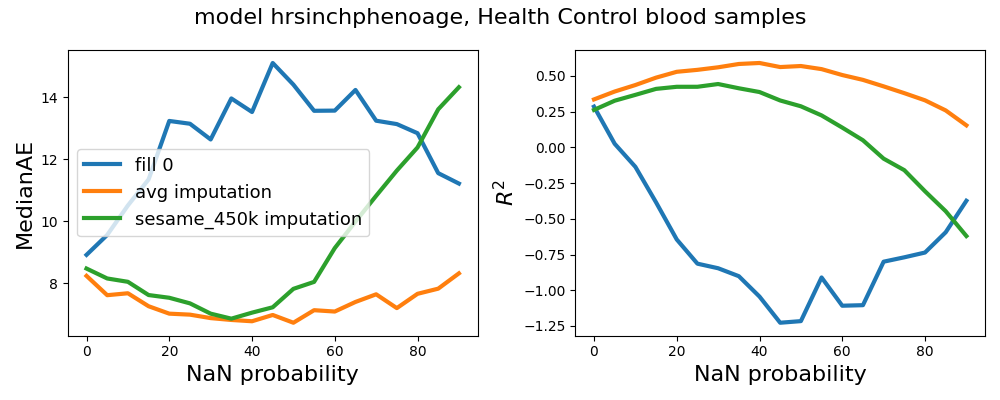 model hrsinchphenoage, Health Control blood samples
MedianAE
14
12
10
8
fill 0
avg imputation
sesame_450k imputation
0 20 40 60 80
NaN probability
R²
0.50
0.25
0.00
−0.25
−0.50
−0.75
−1.00
−1.25
0 20 40 60 80
NaN probability